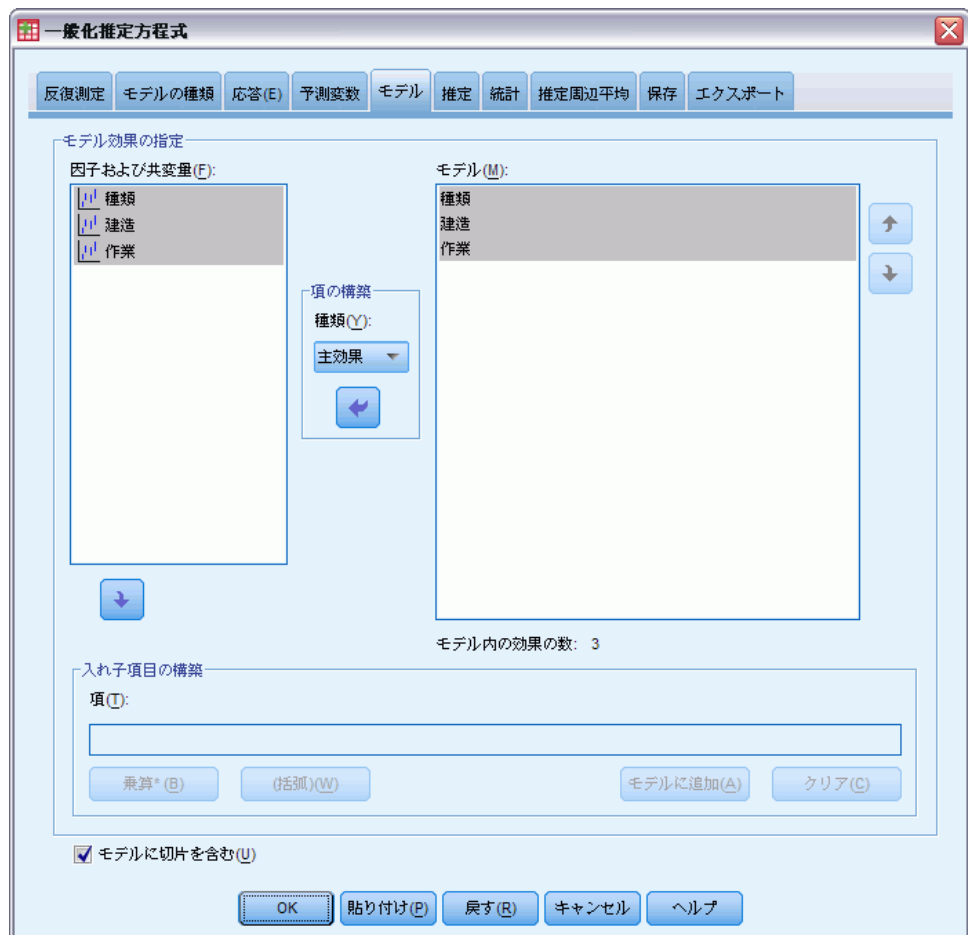 一般化推定方程式
反復測定 モデルの種類 応答(E) 予測変数 モデル 推定 統計 推定周辺平均 保存 エクスポート
モデル効果の指定
因子および共変量(F):
種類
建造
作業
項の構築
種類(Y):
主効果
モデル(M):
種類
建造
作業
モデル内の効果の数: 3
入れ子項目の構築
項(T):
乗算*(B) (括弧)(W) モデルに追加(A) クリア(C)
モデルに切片を含む(U)
OK 貼り付け(P) 戻す(R) キャンセル ヘルプ